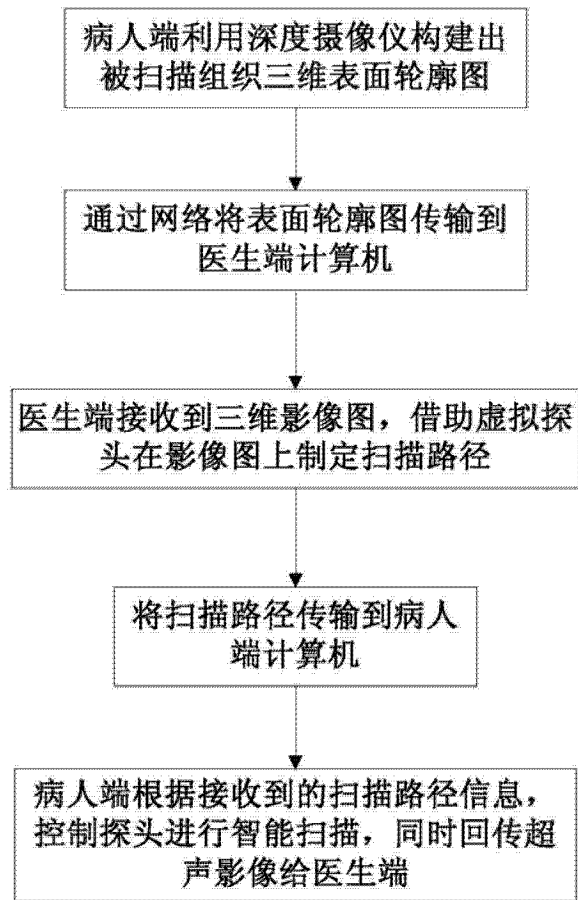 病人端利用深度摄像仪构建出
被扫描组织三维表面轮廓图
通过网络将表面轮廓图传输到
医生端计算机
医生端接收到三维影像图，借助虚拟探
头在影像图上制定扫描路径
将扫描路径传输到病人
端计算机
病人端根据接收到的扫描路径信息，
控制探头进行智能扫描，同时回传超
声影像给医生端